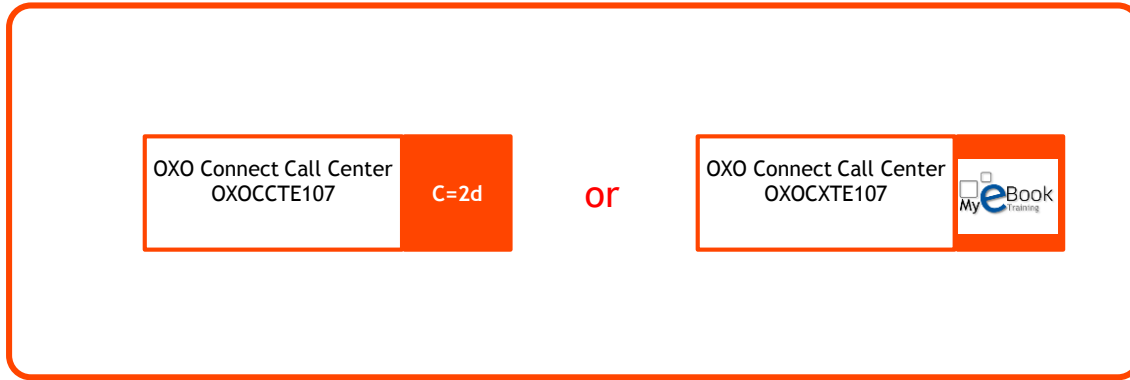 OXO Connect Call Center
OXOCCTE107
C=2d
or
OXO Connect Call Center
OXOCXTE107
My eBook
Training